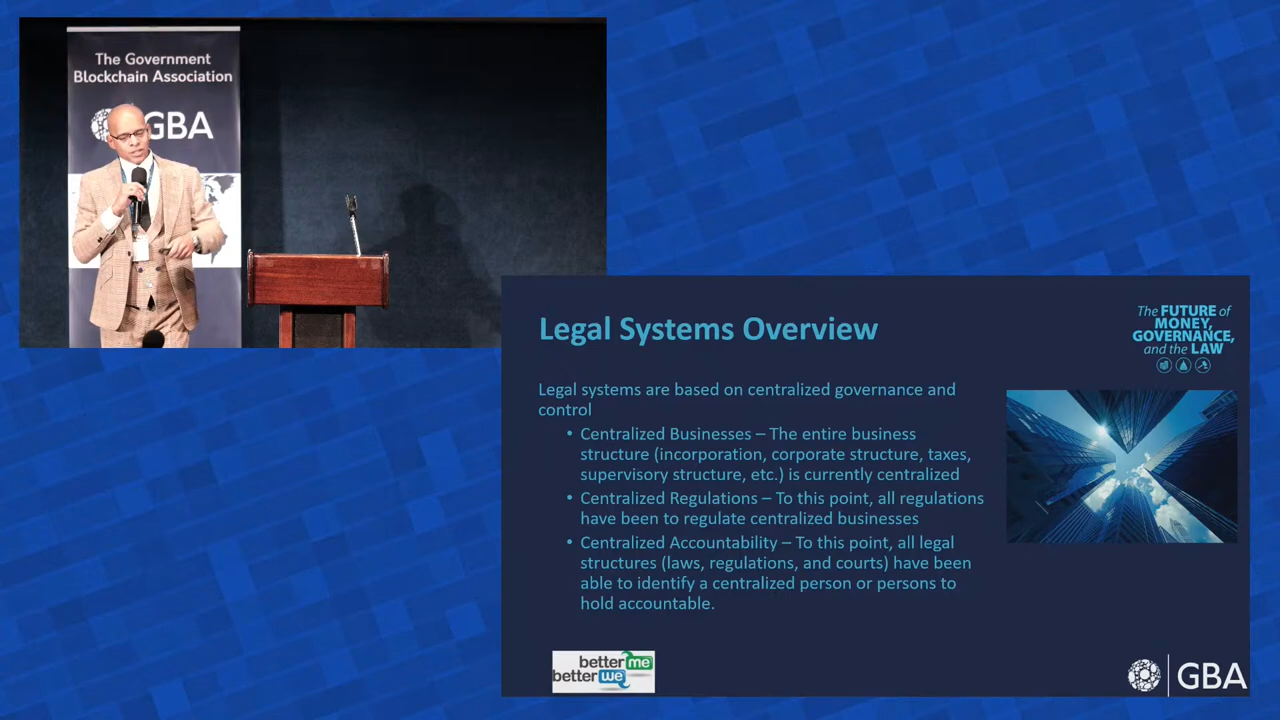 The Government
Blockchain Association
GBA
Legal Systems Overview
The FUTURE of
MONEY,
GOVERNANCE,
and the LAW
Legal systems are based on centralized governance and
control
• Centralized Businesses – The entire business
structure (incorporation, corporate structure, taxes,
supervisory structure, etc.) is currently centralized
• Centralized Regulations – To this point, all regulations
have been to regulate centralized businesses
• Centralized Accountability – To this point, all legal
structures (laws, regulations, and courts) have been
able to identify a centralized person or persons to
hold accountable.
better me
better we
GBA